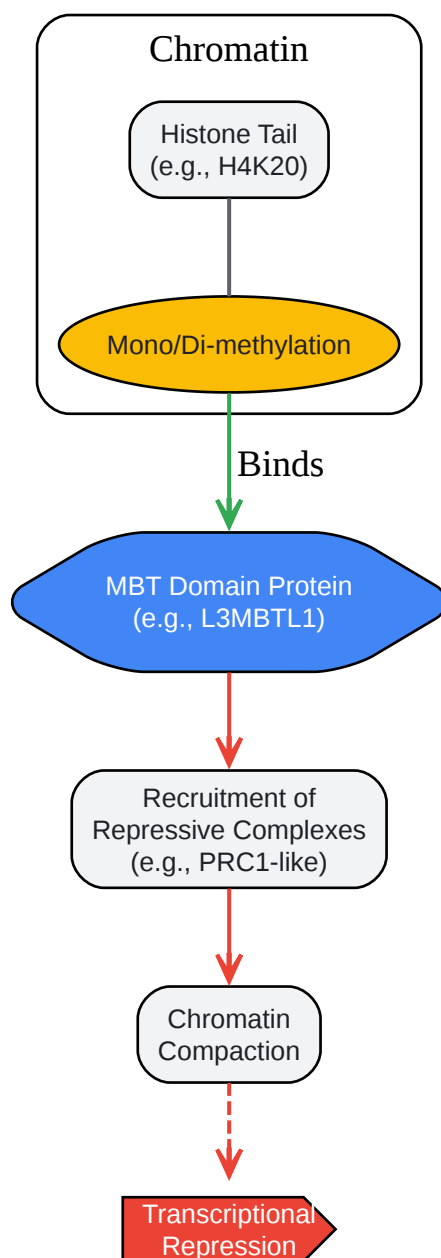 Chromatin
Histone Tail
(e.g., H4K20)
Mono/Di-methylation
Binds
MBT Domain Protein
(e.g., L3MBTL1)
Recruitment of
Repressive Complexes
(e.g., PRC1-like)
Chromatin
Compaction
Transcriptional
Repression